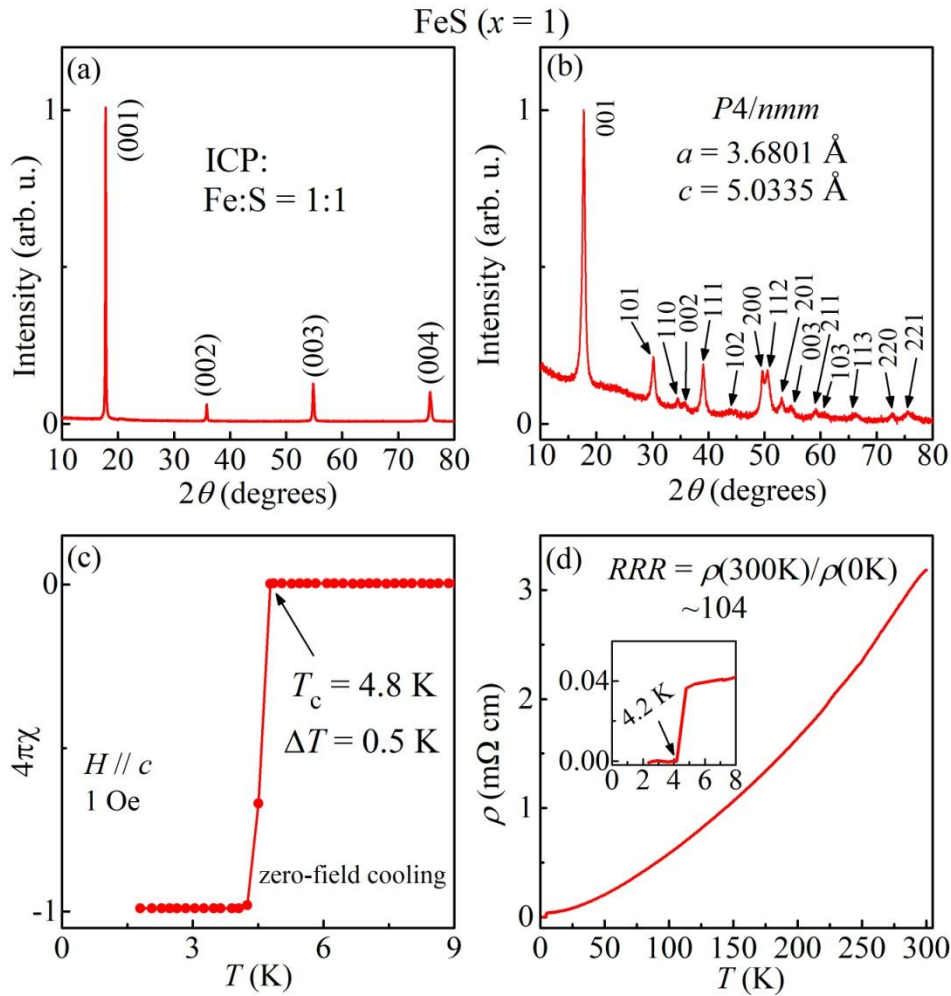 FeS (x = 1)
(a)
Intensity (arb. u.)
1
0
(001)
ICP:
Fe:S = 1:1
(002)
(003)
(004)
10 20 30 40 50 60 70 80
2θ (degrees)
(b)
Intensity (arb. u.)
1
0
001
P4/nmm
a = 3.6801 Å
c = 5.0335 Å
101
110
002
111
102
200
112
201
003
211
103
113
220
221
10 20 30 40 50 60 70 80
2θ (degrees)
(c)
4πχ
0
-1
Tc = 4.8 K
ΔT = 0.5 K
H // c
1 Oe
zero-field cooling
0 3 6 9
T (K)
(d)
ρ (mΩ cm)
3
2
1
0
RRR = ρ(300K)/ρ(0K)
~104
0.04
0.00
4.2 K
0 2 4 6 8
0 50 100 150 200 250 300
T (K)